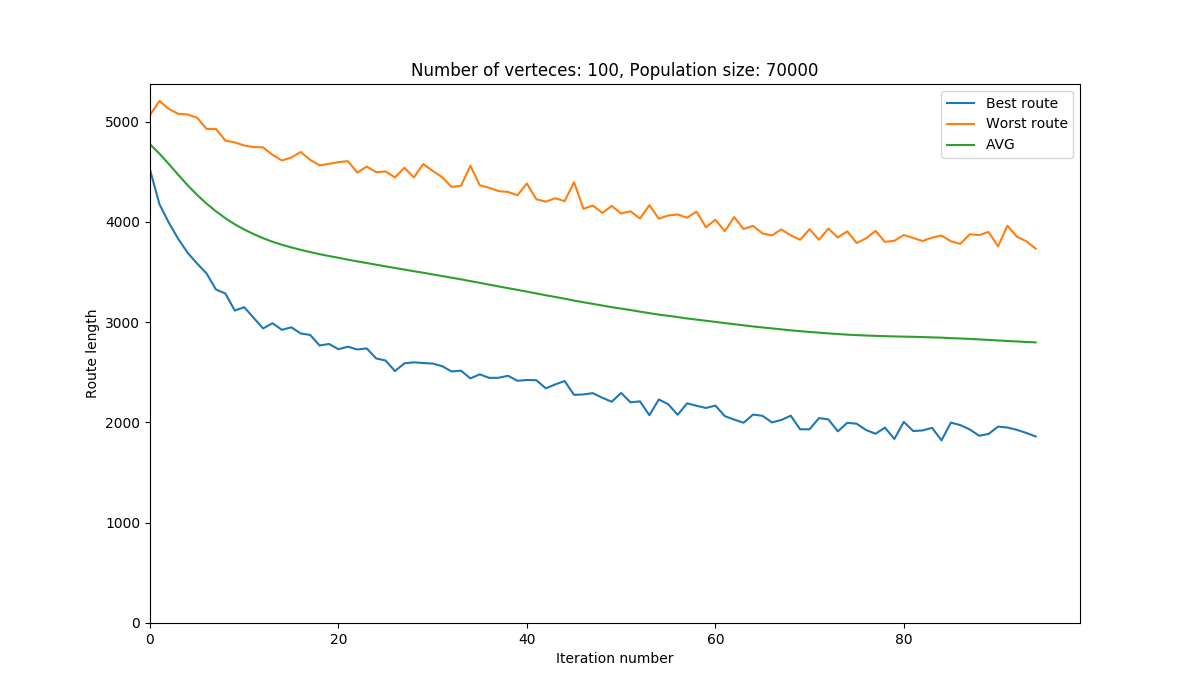 Number of verteces: 100, Population size: 70000
Best route
Worst route
AVG
5000
4000
3000
2000
1000
0
Route length
0 20 40 60 80
Iteration number